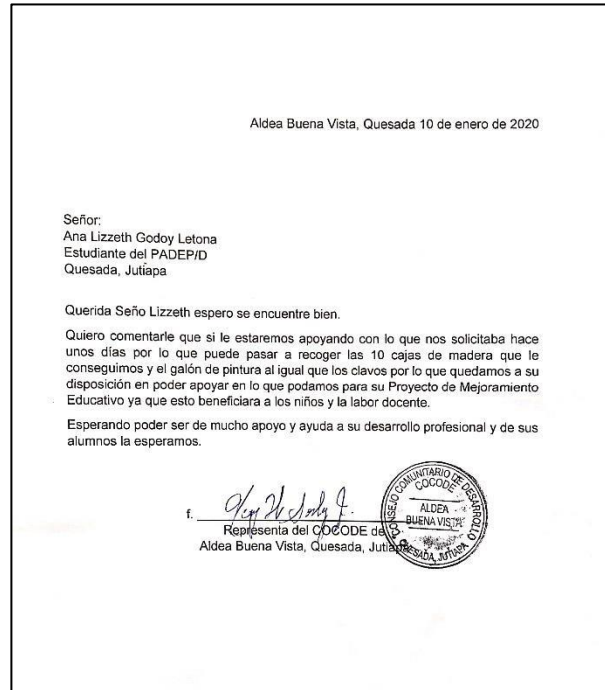 Aldea Buena Vista, Quesada 10 de enero de 2020
Señor:
Ana Lizzeth Godoy Letona
Estudiante del PADEP/D
Quesada, Jutiapa
Querida Seño Lizzeth espero se encuentre bien.
Quiero comentarle que si le estaremos apoyando con lo que nos solicitaba hace
unos días por lo que puede pasar a recoger las 10 cajas de madera que le
conseguimos y el galón de pintura al igual que los clavos por lo que quedamos a su
disposición en poder apoyar en lo que podamos para su Proyecto de Mejoramiento
Educativo ya que esto beneficiara a los niños y la labor docente.
Esperando poder ser de mucho apoyo y ayuda a su desarrollo profesional y de sus
alumnos la esperamos.
f.
Representa del COCODE de
Aldea Buena Vista, Quesada, Jutiapa
CONSEJO COMUNITARIO DE DESARROLLO
COCODE
ALDEA
BUENA VISTA
QUESADA, JUTIAPA